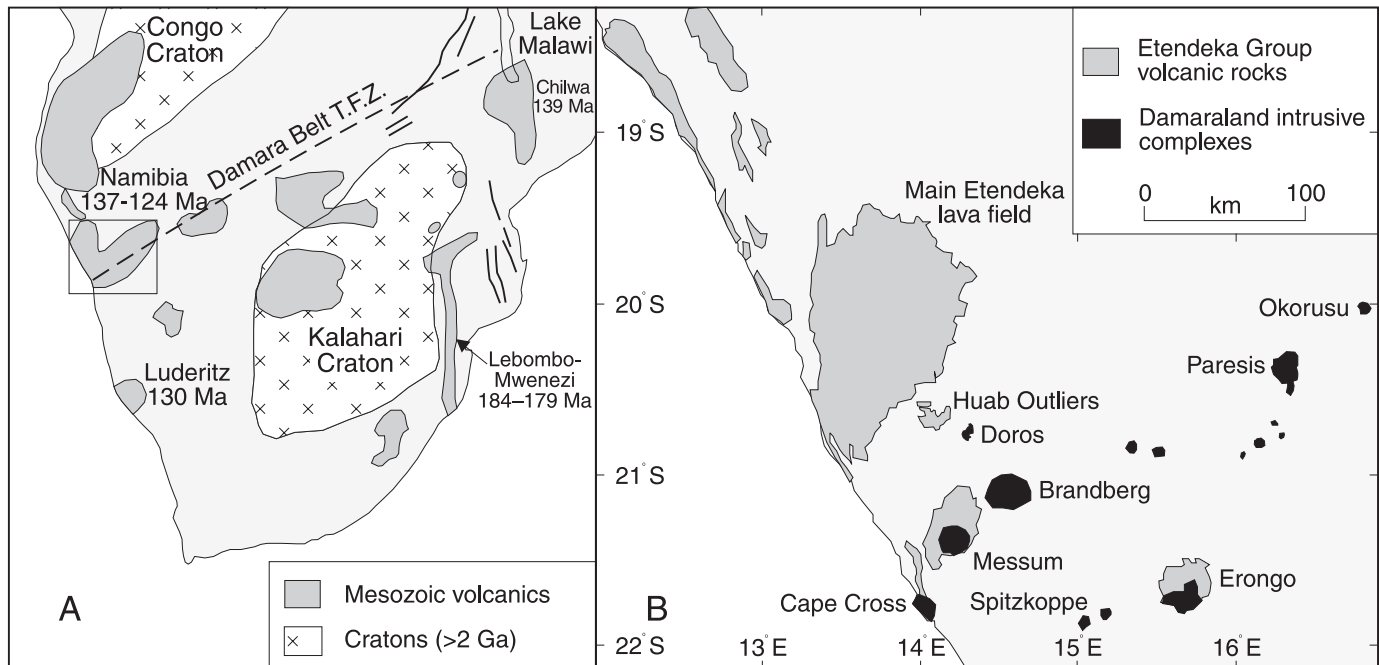 Congo
Craton
Lake
Malawi
Chilwa
139 Ma
Damara Belt T.F.Z.
Namibia
137-124 Ma
Kalahari
Craton
Luderitz
130 Ma
Lebombo-
Mwenezi
184–179 Ma
A
Mesozoic volcanics
Cratons (>2 Ga)
Etendeka Group
volcanic rocks
Damaraland intrusive
complexes
0 100
km
19°S
Main Etendeka
lava field
20°S
Okorusu
Paresis
Huab Outliers
Doros
21°S
Brandberg
Messum
Erongo
Cape Cross
Spitzkoppe
B
22°S
13°E 14°E 15°E 16°E